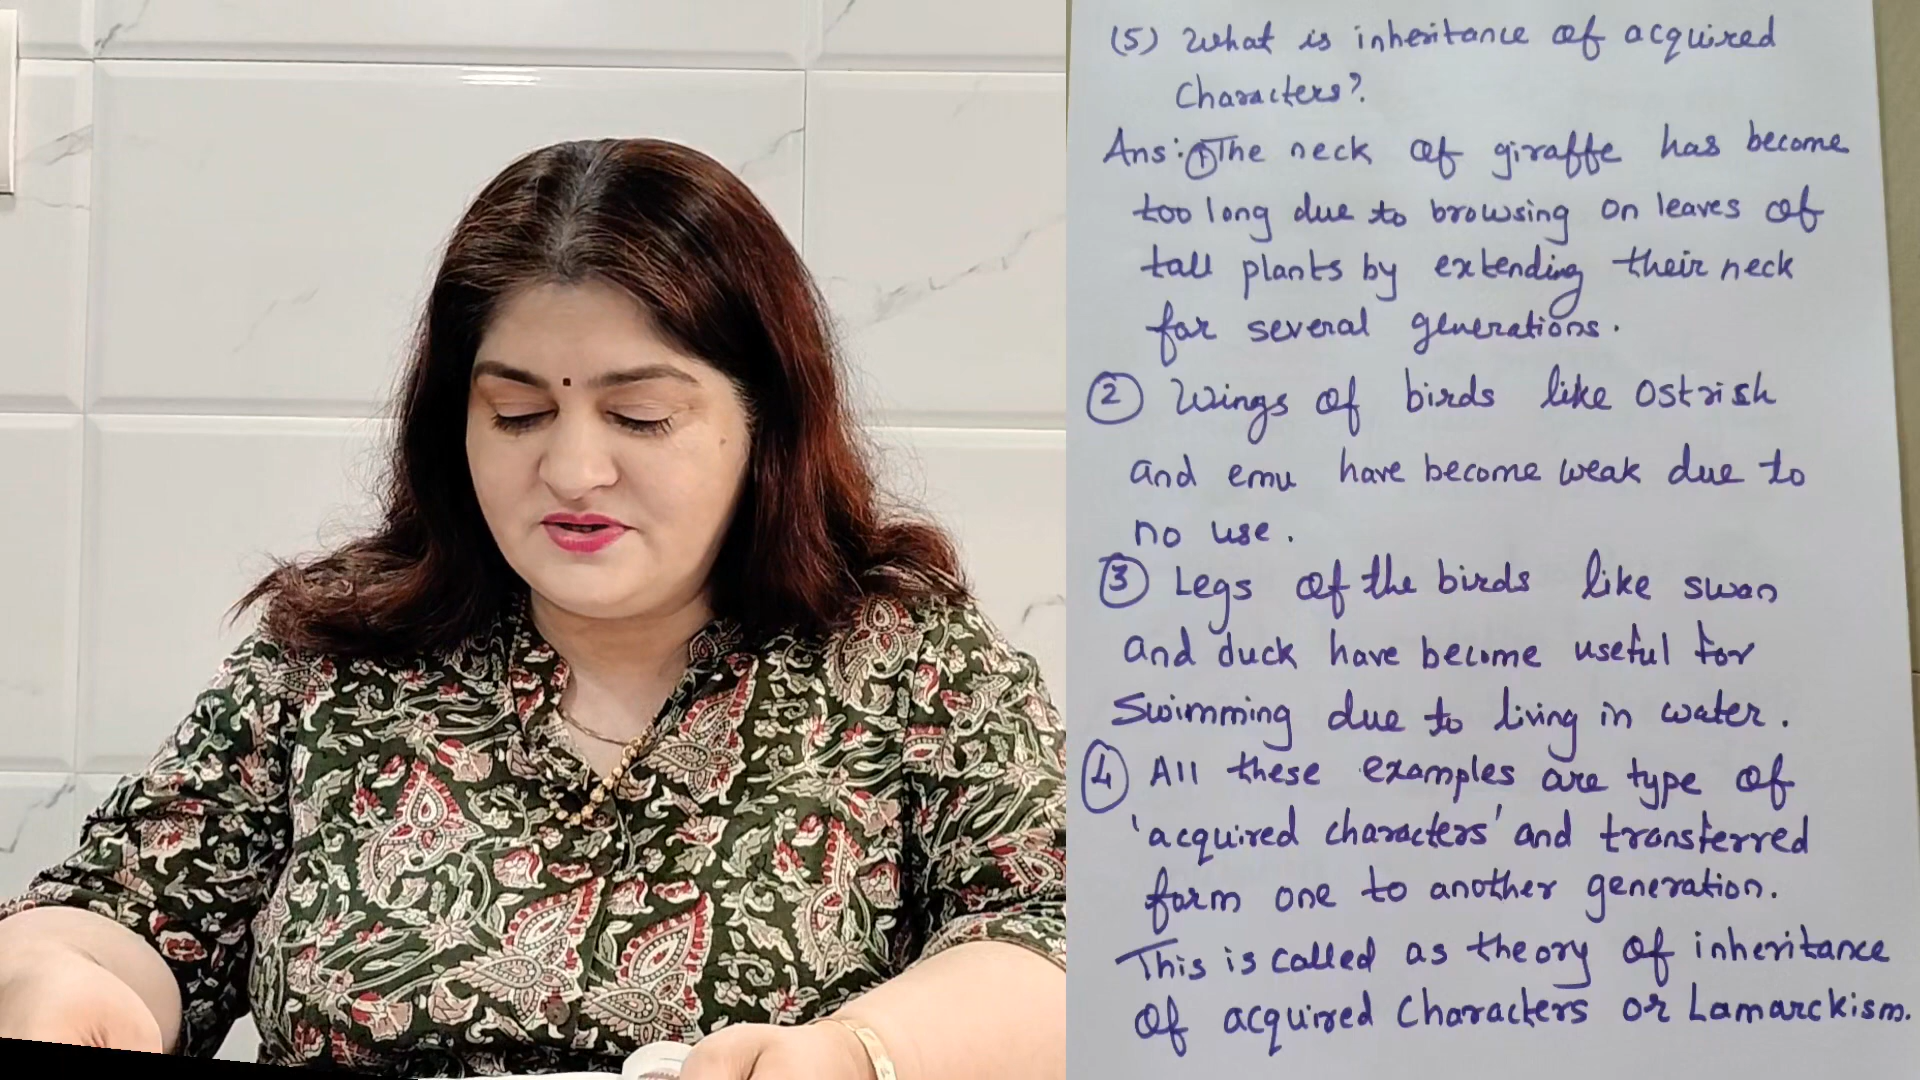 (5) What is inheritance of acquired
Characters?
Ans: ① The neck of giraffe has become
too long due to browsing on leaves of
tall plants by extending their neck
for several generations.
② Wings of birds like Ostrish
and emu have become weak due to
no use.
③ Legs of the birds like swan
and duck have become useful for
Swimming due to living in water.
④ All these examples are type of
'acquired characters' and transferred
form one to another generation.
This is called as theory of inheritance
of acquired Characters or Lamarckism.